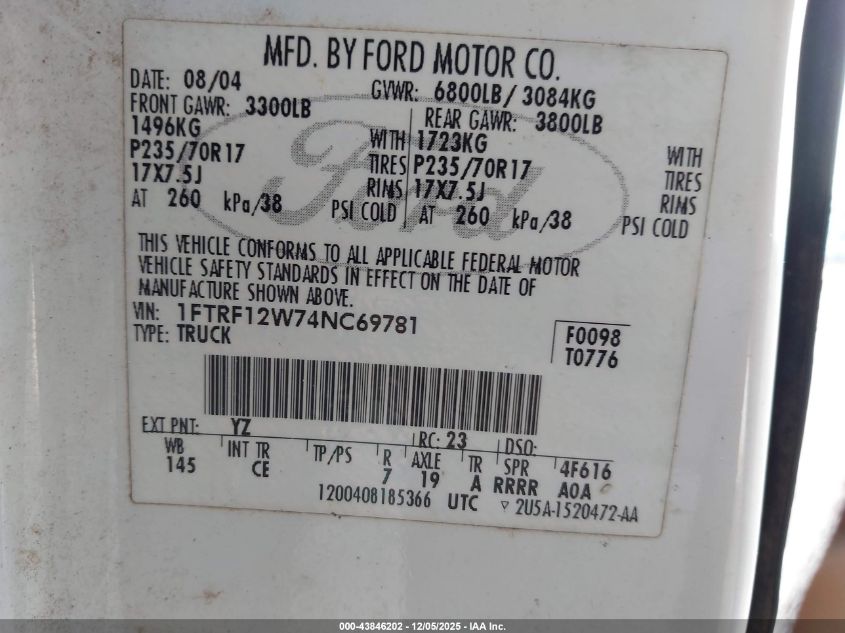 MFD. BY FORD MOTOR CO.
DATE: 08/04 GVWR: 6800LB/ 3084KG
FRONT GAWR: 3300LB REAR GAWR: 3800LB
1496KG WITH 1723KG WITH
P235/70R17 TIRES P235/70R17 TIRES
17X7.5J RIMS 17X7.5J RIMS
AT 260 kPa/38 PSI COLD AT 260 kPa/38 PSI COLD
Ford
THIS VEHICLE CONFORMS TO ALL APPLICABLE FEDERAL MOTOR
VEHICLE SAFETY STANDARDS IN EFFECT ON THE DATE OF
MANUFACTURE SHOWN ABOVE.
VIN: 1FTRF12W74NC69781
TYPE: TRUCK
F0098
T0776
EXT PNT: YZ RC: 23 DSO:
WB INT TR TP/PS R AXLE TR SPR 4F616
145 CE 7 19 A RRRR AOA
1200408185366 UTC ▽ 2U5A-1520472-AA
000-43846202 - 12/05/2025 - IAA Inc.